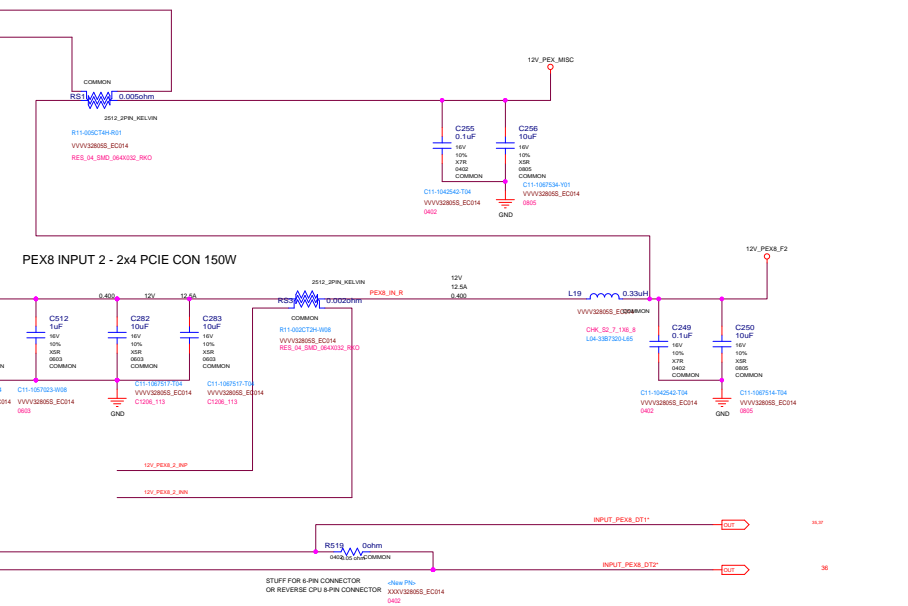 12V_PEX_MISC
COMMON
RS1
0.005ohm
2512_2PIN_KELVIN
R11-005CT4H-R01
VVVV32805S_EC014
RES_04_SMD_064X032_RKO
C255
0.1uF
16V
10%
X7R
0402
COMMON
C11-1042542-T04
VVVV32805S_EC014
0402
C256
10uF
16V
10%
X5R
0805
COMMON
C11-1067534-Y01
VVVV32805S_EC014
0805
GND
PEX8 INPUT 2 - 2x4 PCIE CON 150W
12V_PEX8_F2
0.400 12V 12.5A
2512_2PIN_KELVIN
RS3
0.002ohm
COMMON
R11-002CT2H-W08
VVVV32805S_EC014
RES_04_SMD_064X032_RKO
PEX8_IN_R
12V
12.5A
0.400
L19
0.33uH
COMMON
VVVV32805S_EC014
CHK_S2_7_1X6_8
L04-33B7320-L65
C512
1uF
16V
10%
X5R
0603
COMMON
C11-1057023-W08
VVVV32805S_EC014
0603
C282
10uF
16V
10%
X5R
0603
COMMON
C11-1067517-T04
VVVV32805S_EC014
C1206_113
C283
10uF
16V
10%
X5R
0603
COMMON
C11-1067517-T04
VVVV32805S_EC014
C1206_113
GND
C249
0.1uF
16V
10%
X7R
0402
COMMON
C11-1042542-T04
VVVV32805S_EC014
0402
C250
10uF
16V
10%
X5R
0805
COMMON
C11-1067514-T04
VVVV32805S_EC014
0805
GND
12V_PEX8_2_INP
12V_PEX8_2_INN
INPUT_PEX8_DT1*
OUT
R519
0ohm
0402
0.05 ohm
COMMON
INPUT_PEX8_DT2*
OUT
36
STUFF FOR 6-PIN CONNECTOR
OR REVERSE CPU 8-PIN CONNECTOR
<New PN>
XXXV32805S_EC014
0402